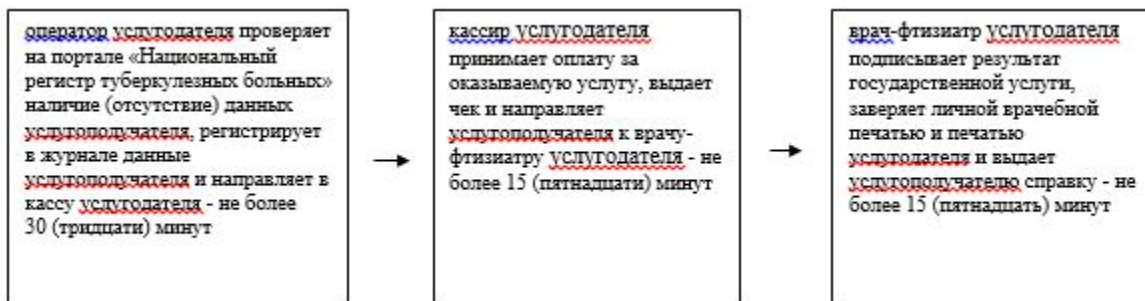 оператор услугодателя проверяет
на портале «Национальный
регистр туберкулезных больных»
наличие (отсутствие) данных
услугополучателя, регистрирует
в журнале данные
услугополучателя и направляет в
кассу услугодателя - не более
30 (тридцати) минут
кассир услугодателя
принимает оплату за
оказываемую услугу, выдает
чек и направляет
услугополучателя к врачу-
фтизиатру услугодателя - не
более 15 (пятнадцати) минут
врач-фтизиатр услугодателя
подписывает результат
государственной услуги,
заверяет личной врачебной
печатью и печатью
услугодателя и выдает
услугополучателю справку - не
более 15 (пятнадцать) минут